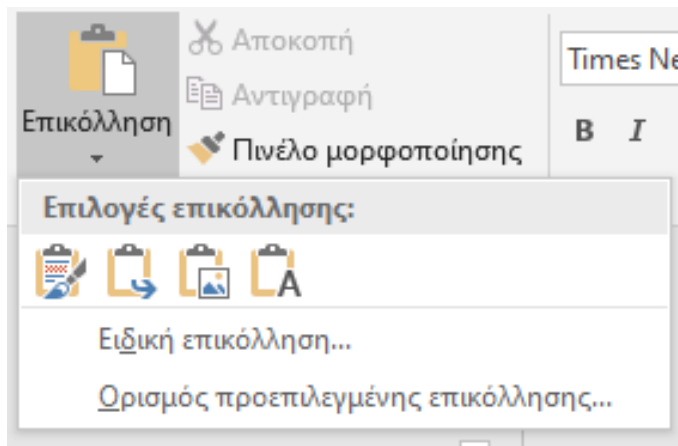 Αποκοπή
Αντιγραφή
Επικόλληση
Πινέλο μορφοποίησης
Times Ne
B I
Επιλογές επικόλλησης:
A
Ειδική επικόλληση...
Ορισμός προεπιλεγμένης επικόλλησης...